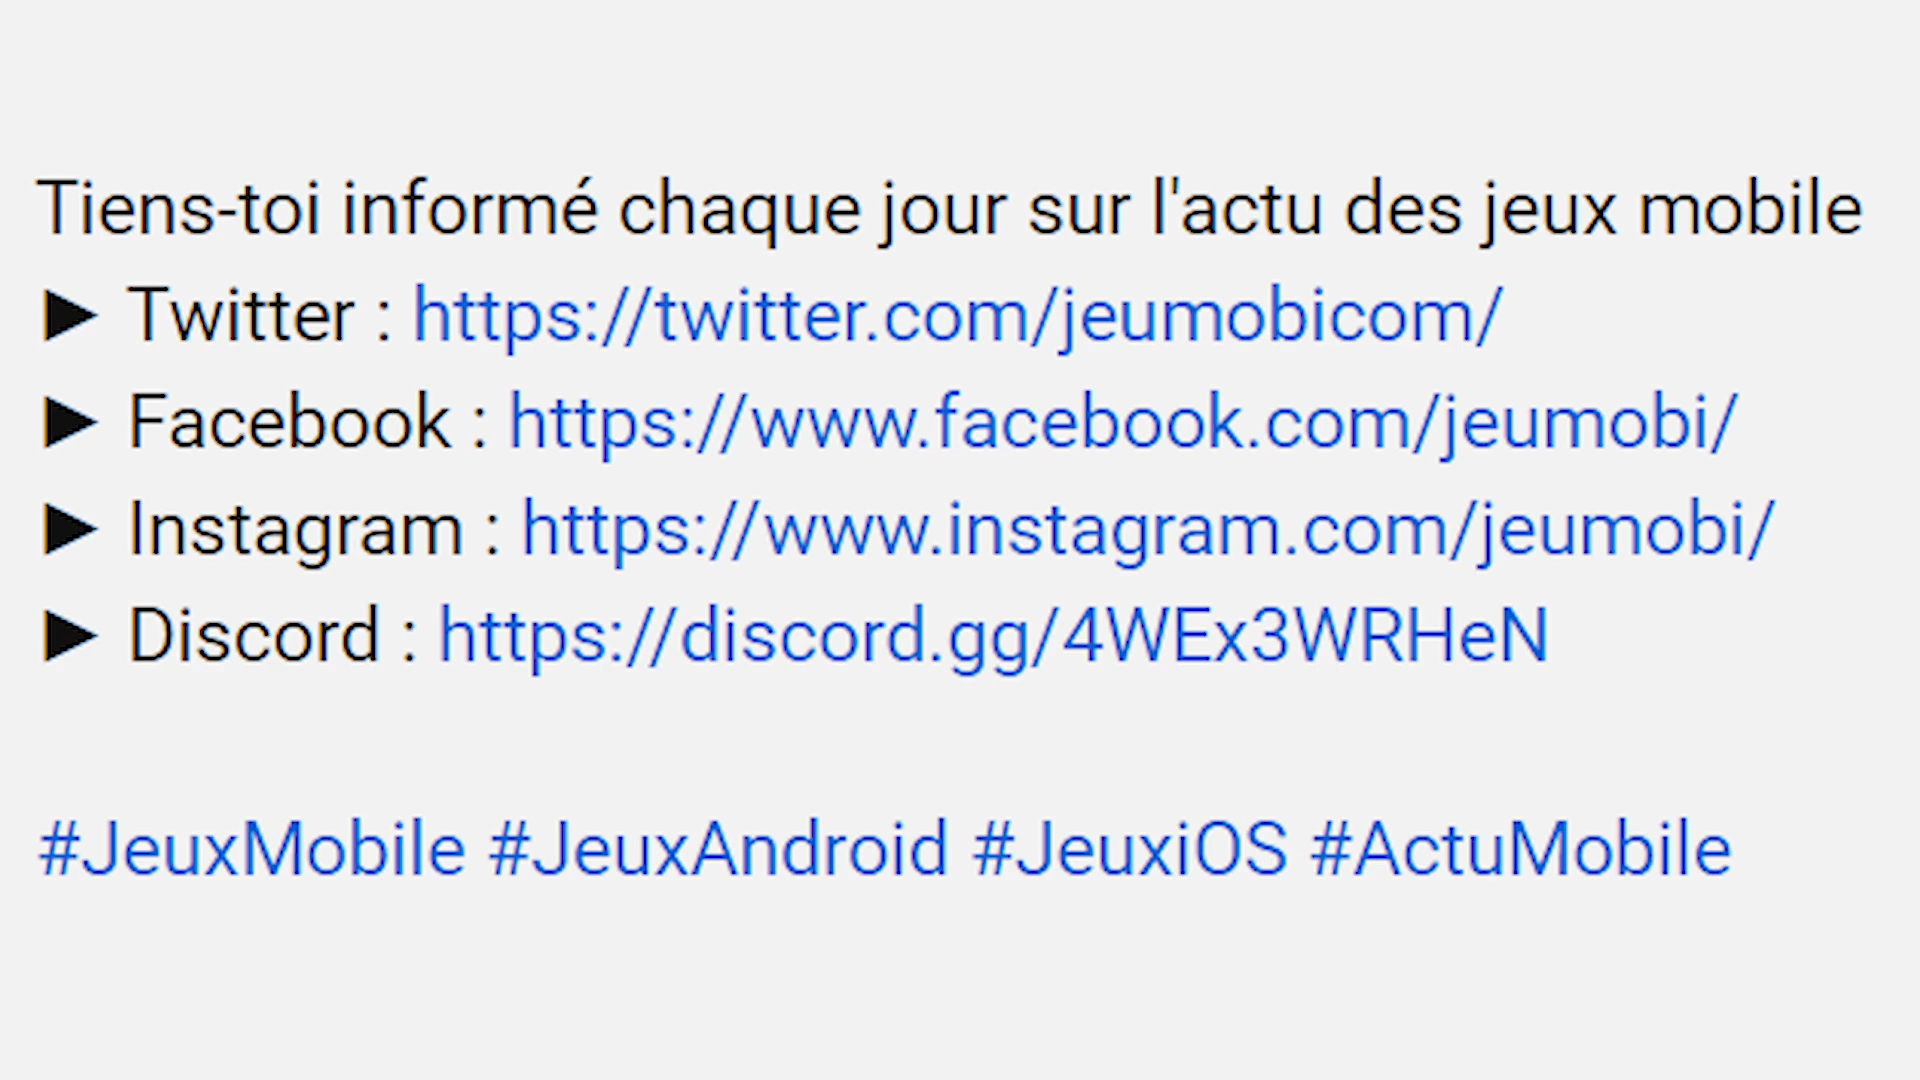 Tiens-toi informé chaque jour sur l'actu des jeux mobile
► Twitter : https://twitter.com/jeumobicom/
► Facebook : https://www.facebook.com/jeumobi/
► Instagram : https://www.instagram.com/jeumobi/
► Discord : https://discord.gg/4WEx3WRHeN
#JeuxMobile #JeuxAndroid #JeuxiOS #ActuMobile